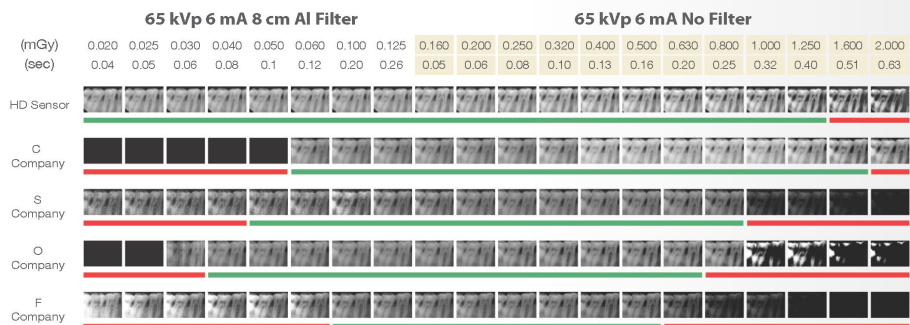 65 kVp 6 mA 8 cm Al Filter 65 kVp 6 mA No Filter
(mGy) 0.020 0.025 0.030 0.040 0.050 0.060 0.100 0.125 0.160 0.200 0.250 0.320 0.400 0.500 0.630 0.800 1.000 1.250 1.600 2.000
(sec) 0.04 0.05 0.06 0.08 0.1 0.12 0.20 0.26 0.05 0.06 0.08 0.10 0.13 0.16 0.20 0.25 0.32 0.40 0.51 0.63
HD Sensor
C
Company
S
Company
O
Company
F
Company